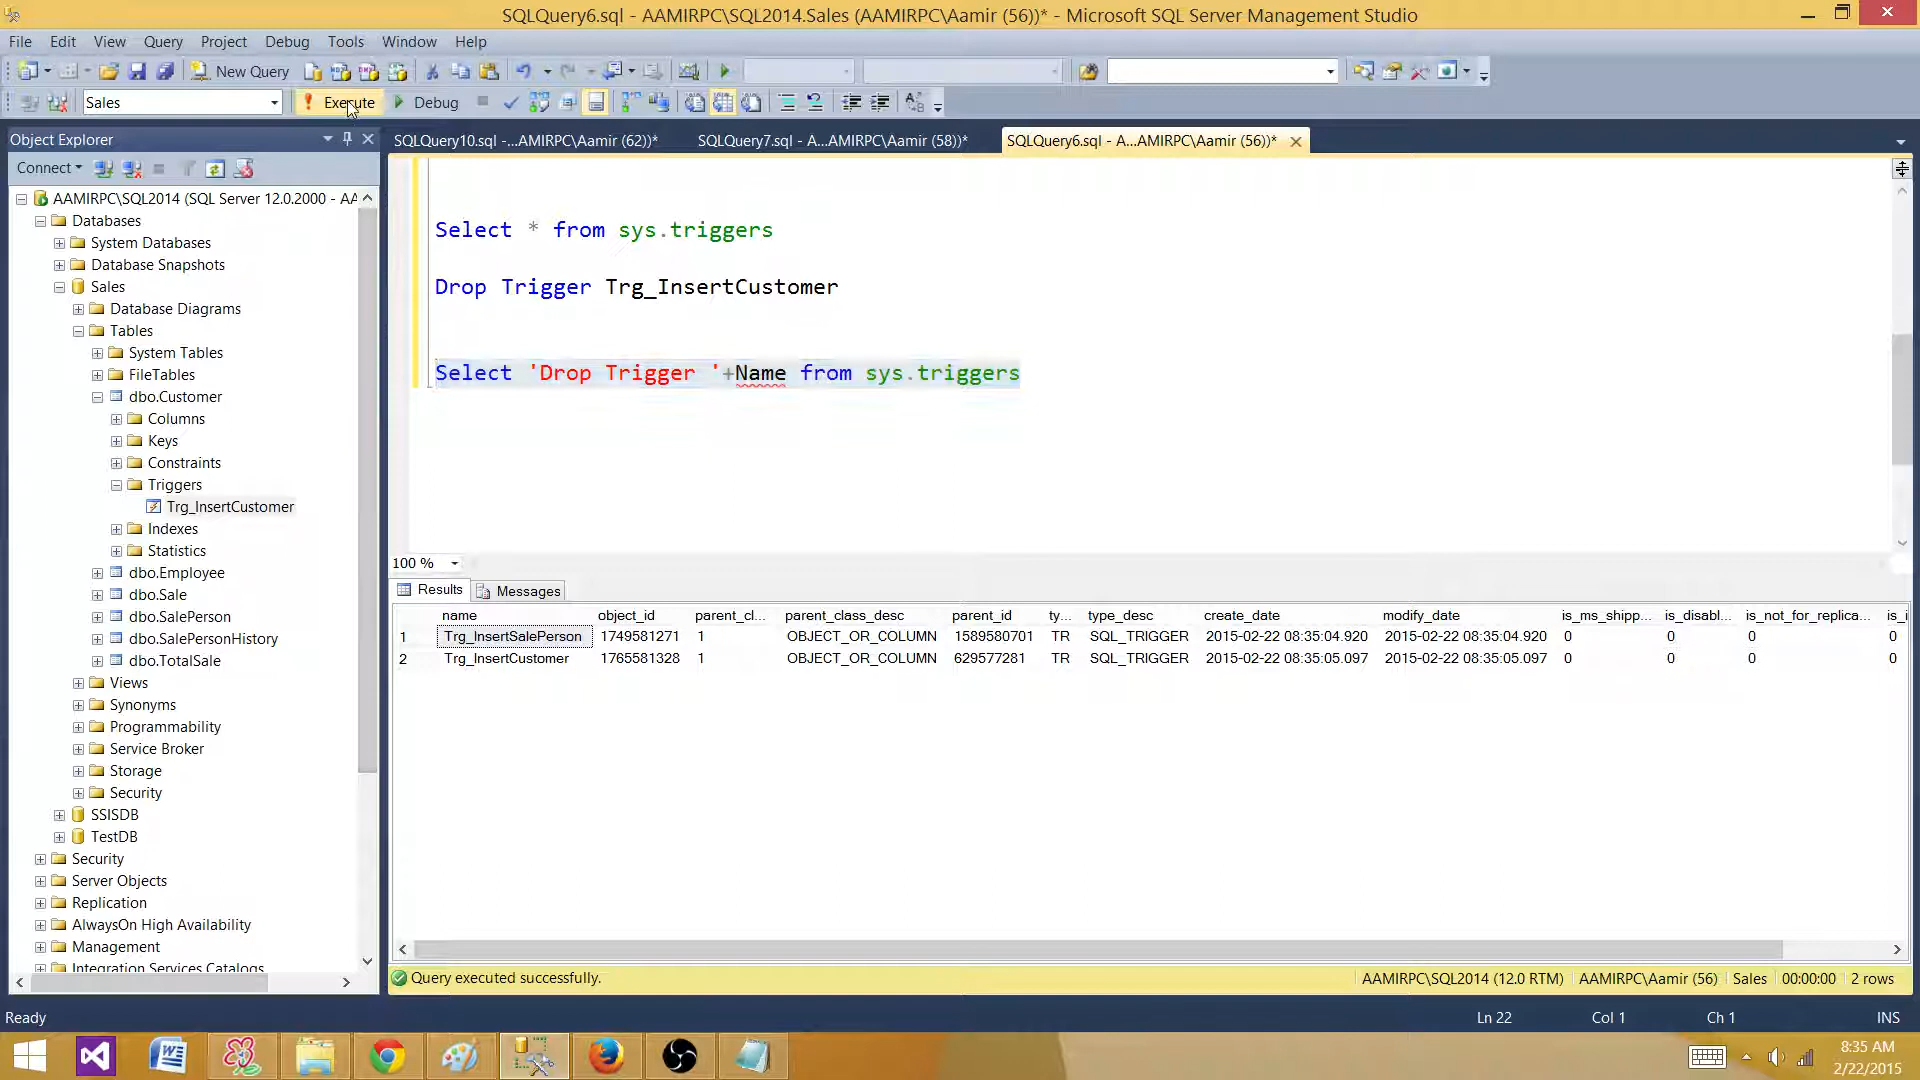 SQLQuery6.sql - AAMIRPC\SQL2014.Sales (AAMIRPC\Aamir (56))* - Microsoft SQL Server Management Studio
File Edit View Query Project Debug Tools Window Help
New Query
Sales Execute Debug
Object Explorer
SQLQuery10.sql -...AMIRPC\Aamir (62))* SQLQuery7.sql - A...AMIRPC\Aamir (58))* SQLQuery6.sql - A...AMIRPC\Aamir (56))*
Connect
AAMIRPC\SQL2014 (SQL Server 12.0.2000 - AA
Databases
System Databases
Database Snapshots
Sales
Database Diagrams
Tables
System Tables
FileTables
dbo.Customer
Columns
Keys
Constraints
Triggers
Trg_InsertCustomer
Indexes
Statistics
dbo.Employee
dbo.Sale
dbo.SalePerson
dbo.SalePersonHistory
dbo.TotalSale
Views
Synonyms
Programmability
Service Broker
Storage
Security
SSISDB
TestDB
Security
Server Objects
Replication
AlwaysOn High Availability
Management
Integration Services Catalogs
Select * from sys.triggers
Drop Trigger Trg_InsertCustomer
Select 'Drop Trigger '+Name from sys.triggers
100 %
Results Messages
name object_id parent_cl... parent_class_desc parent_id ty... type_desc create_date modify_date is_ms_shipp... is_disabl... is_not_for_replica... is_i
1 Trg_InsertSalePerson 1749581271 1 OBJECT_OR_COLUMN 1589580701 TR SQL_TRIGGER 2015-02-22 08:35:04.920 2015-02-22 08:35:04.920 0 0 0 0
2 Trg_InsertCustomer 1765581328 1 OBJECT_OR_COLUMN 629577281 TR SQL_TRIGGER 2015-02-22 08:35:05.097 2015-02-22 08:35:05.097 0 0 0 0
Query executed successfully. AAMIRPC\SQL2014 (12.0 RTM) AAMIRPC\Aamir (56) Sales 00:00:00 2 rows
Ready Ln 22 Col 1 Ch 1 INS
8:35 AM
2/22/2015